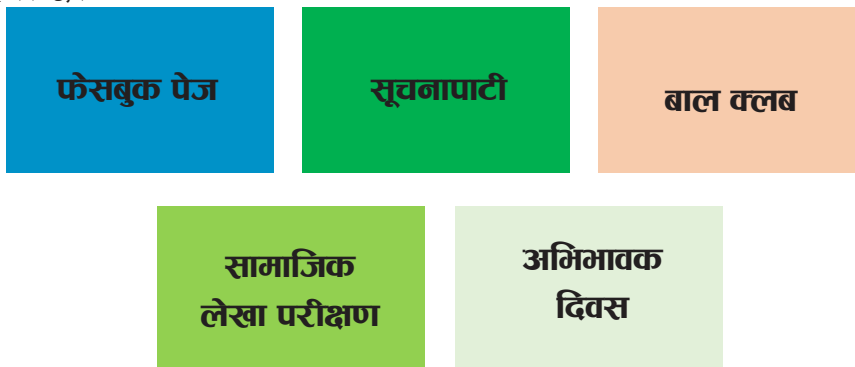 फेसबुक पेज
सूचनापाटी
बाल क्लब
सामाजिक
लेखा परीक्षण
अभिभावक
दिवस